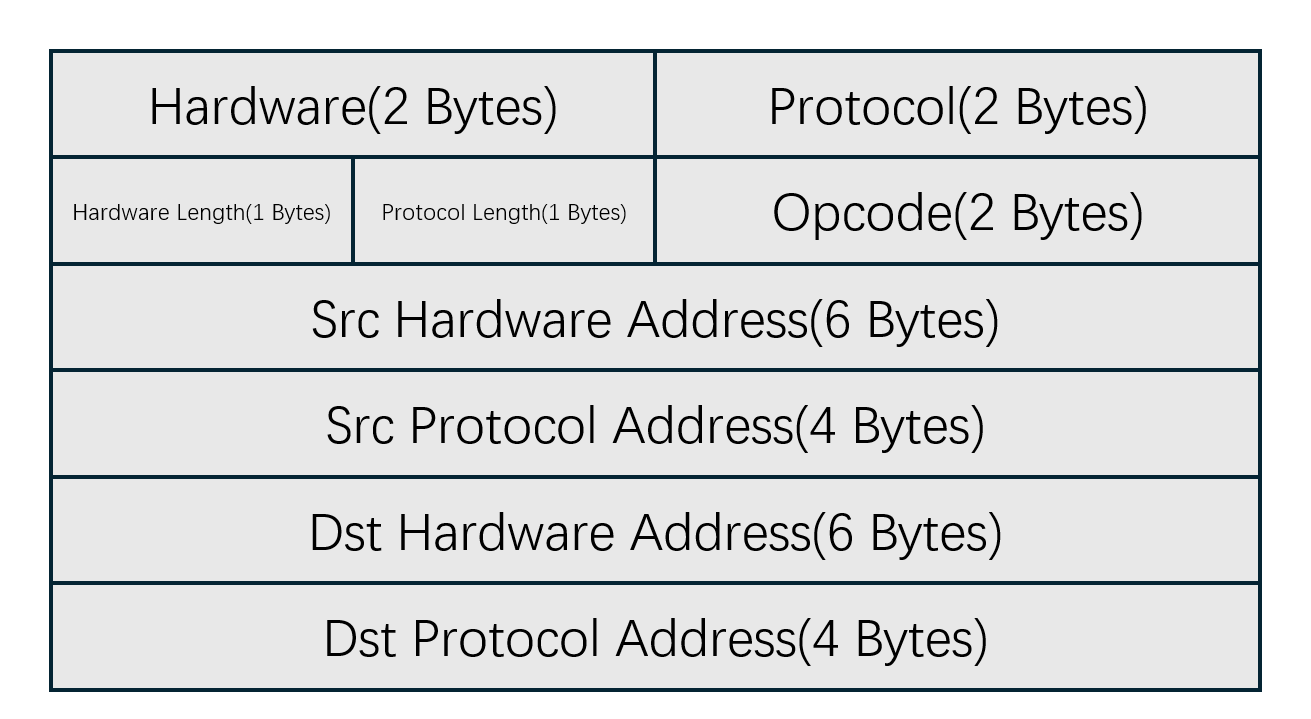 Hardware(2 Bytes)
Protocol(2 Bytes)
Hardware Length(1 Bytes)
Protocol Length(1 Bytes)
Opcode(2 Bytes)
Src Hardware Address(6 Bytes)
Src Protocol Address(4 Bytes)
Dst Hardware Address(6 Bytes)
Dst Protocol Address(4 Bytes)